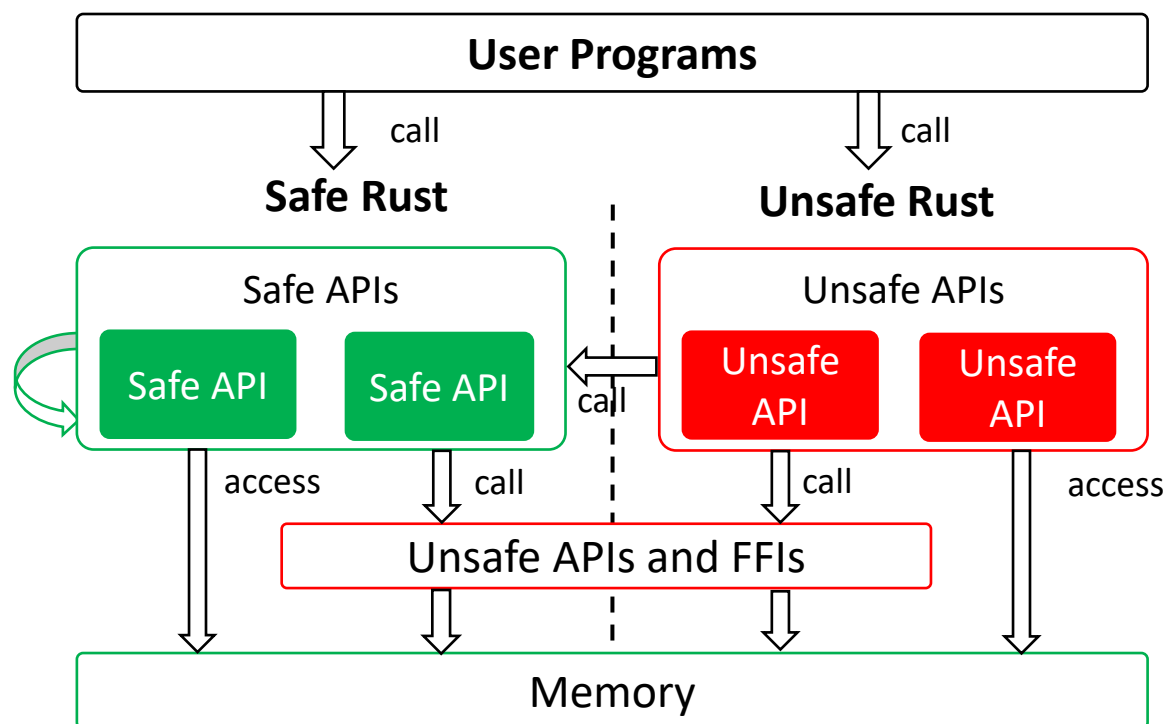 User Programs
call
call
Safe Rust
Unsafe Rust
Safe APIs
Unsafe APIs
Safe API
Safe API
call
Unsafe
API
Unsafe
API
access
call
call
access
Unsafe APIs and FFIs
Memory